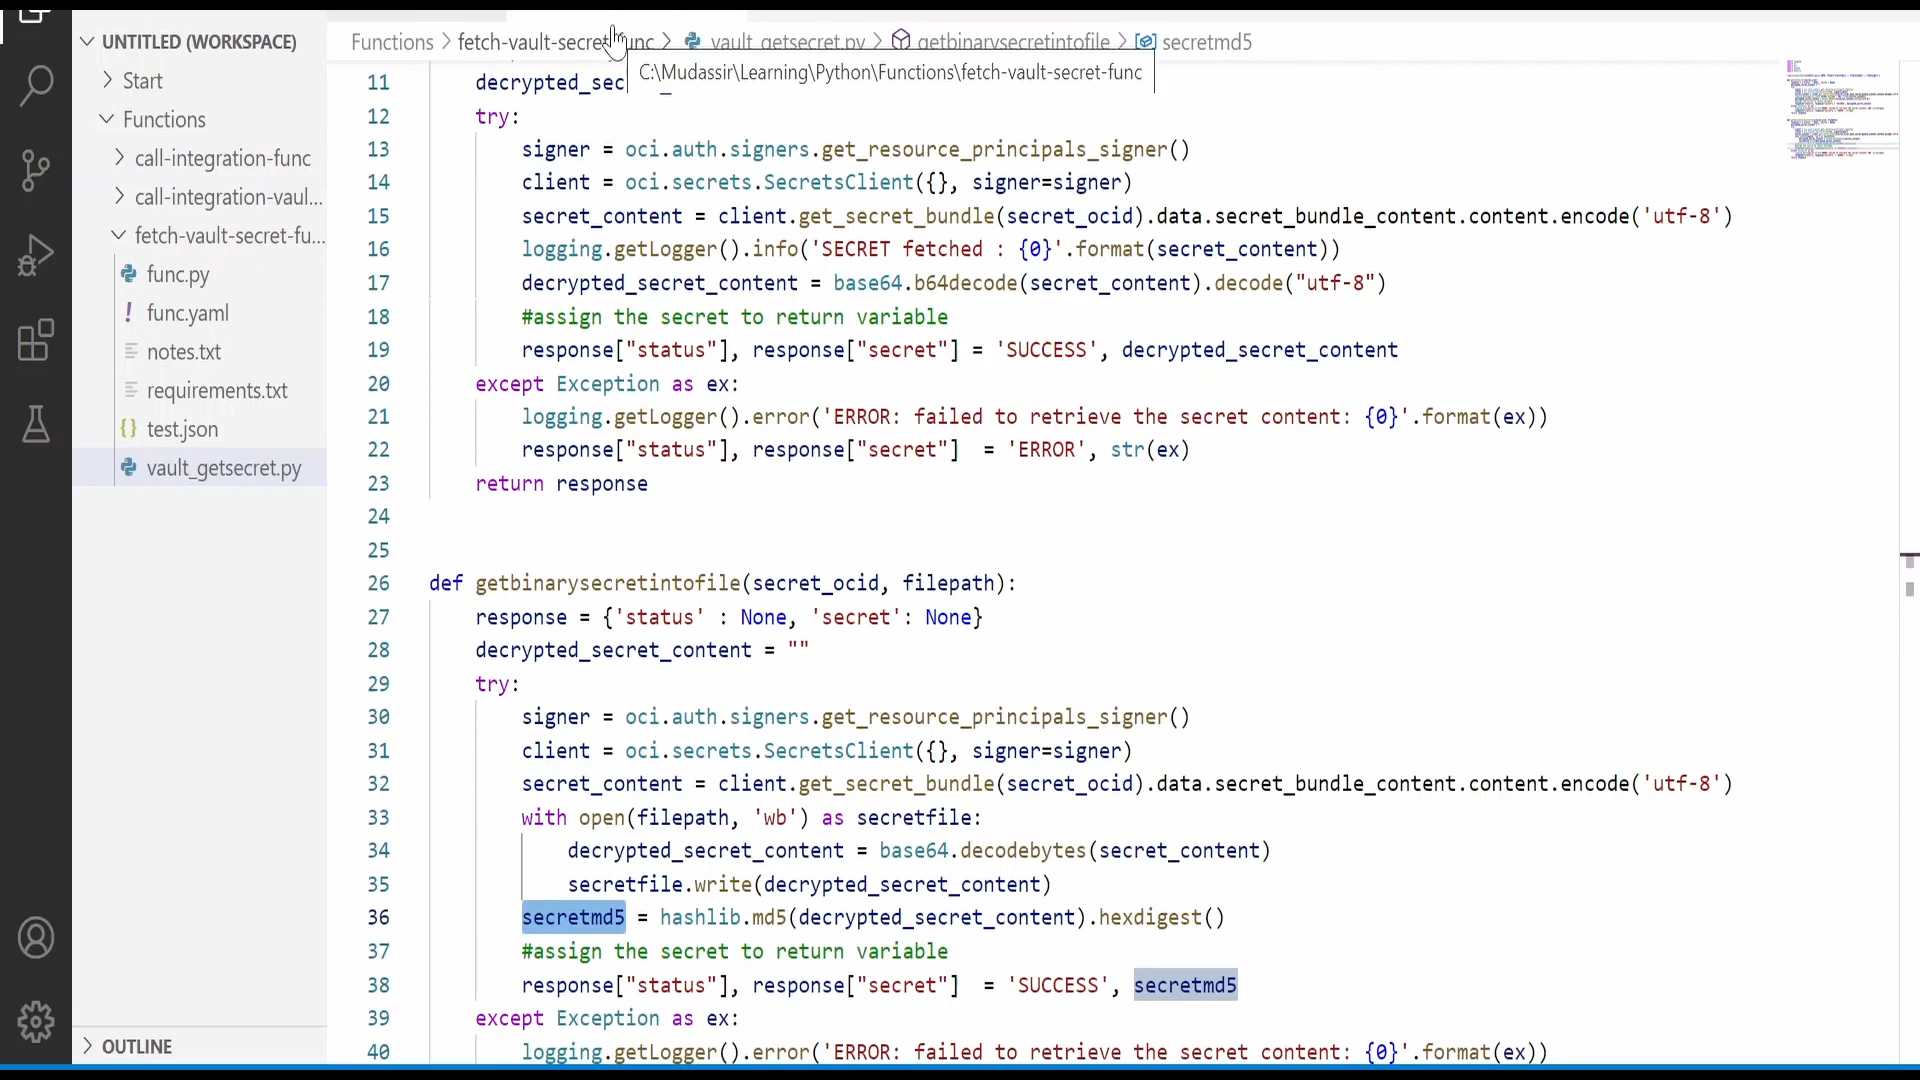 UNTITLED (WORKSPACE)
Start
Functions
call-integration-func
call-integration-vaul...
fetch-vault-secret-fu...
func.py
func.yaml
notes.txt
requirements.txt
test.json
vault_getsecret.py
OUTLINE
Functions > fetch-vault-secret-func > vault_getsecret.py > getbinarysecretintofile > secretmd5
C:\Mudassir\Learning\Python\Functions\fetch-vault-secret-func
11 decrypted_sec
12 try:
13 signer = oci.auth.signers.get_resource_principals_signer()
14 client = oci.secrets.SecretsClient({}, signer=signer)
15 secret_content = client.get_secret_bundle(secret_ocid).data.secret_bundle_content.content.encode('utf-8')
16 logging.getLogger().info('SECRET fetched : {0}'.format(secret_content))
17 decrypted_secret_content = base64.b64decode(secret_content).decode("utf-8")
18 #assign the secret to return variable
19 response["status"], response["secret"] = 'SUCCESS', decrypted_secret_content
20 except Exception as ex:
21 logging.getLogger().error('ERROR: failed to retrieve the secret content: {0}'.format(ex))
22 response["status"], response["secret"]  = 'ERROR', str(ex)
23 return response
24
25
26 def getbinarysecretintofile(secret_ocid, filepath):
27 response = {'status' : None, 'secret': None}
28 decrypted_secret_content = ""
29 try:
30 signer = oci.auth.signers.get_resource_principals_signer()
31 client = oci.secrets.SecretsClient({}, signer=signer)
32 secret_content = client.get_secret_bundle(secret_ocid).data.secret_bundle_content.content.encode('utf-8')
33 with open(filepath, 'wb') as secretfile:
34 decrypted_secret_content = base64.decodebytes(secret_content)
35 secretfile.write(decrypted_secret_content)
36 secretmd5 = hashlib.md5(decrypted_secret_content).hexdigest()
37 #assign the secret to return variable
38 response["status"], response["secret"]  = 'SUCCESS', secretmd5
39 except Exception as ex:
40 logging.getLogger().error('ERROR: failed to retrieve the secret content: {0}'.format(ex))